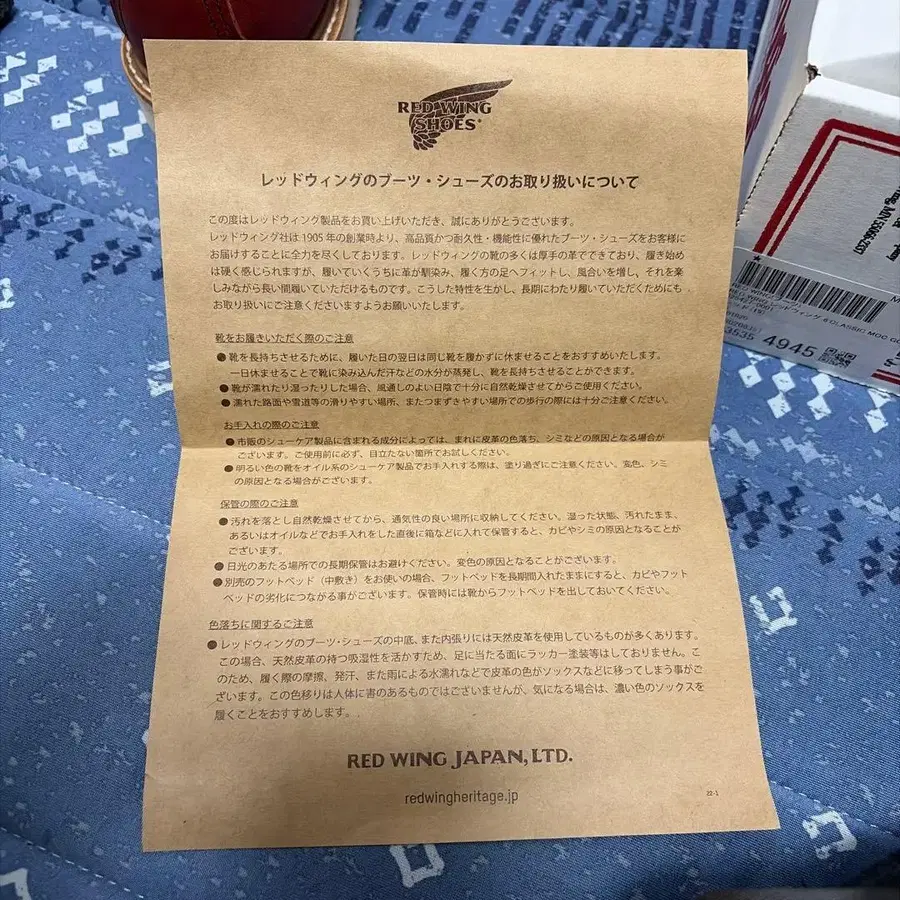 RED WING
SHOES®
レッドウィングのブーツ・シューズのお取り扱いについて
この度はレッドウィング製品をお買い上げいただき、誠にありがとうございます。
レッドウィング社は1905年の創業時より、高品質かつ耐久性・機能性に優れたブーツ・シューズをお客様に
お届けすることに全力を尽くしております。レッドウィングの靴の多くは厚手の革でできており、履き始め
は硬く感じられますが、履いていくうちに革が馴染み、履く方の足へフィットし、風合いを増し、それを楽
しみながら長い間履いていただけるものです。こうした特性を生かし、長期にわたり履いていただくためにも
お取り扱いにご注意くださいますようお願いいたします。
靴をお履きいただく際のご注意
●靴を長持ちさせるために、履いた日の翌日は同じ靴を履かずに休ませることをおすすめいたします。
一日休ませることで靴に染み込んだ汗などの水分が蒸発し、靴を長持ちさせることができます。
●靴が濡れたり湿ったりした場合、風通しのよい日陰で十分に自然乾燥させてからご使用ください。
●濡れた路面や雪道等の滑りやすい場所、またつまずきやすい場所での歩行の際には十分ご注意ください。
お手入れの際のご注意
●市販のシューケア製品に含まれる成分によっては、まれに皮革の色落ち、シミなどの原因となる場合が
ございます。ご使用前に必ず、目立たない箇所でお試しください。
●明るい色の靴をオイル系のシューケア製品でお手入れする際は、塗り過ぎにご注意ください。変色、シミ
の原因となる場合がございます。
保管の際のご注意
●汚れを落とし自然乾燥させてから、通気性の良い場所に収納してください。湿った状態、汚れたまま、
あるいはオイルなどでお手入れをした直後に箱などに入れて保管すると、カビやシミの原因となることが
ございます。
●日光のあたる場所での長期保管はお避けください。変色の原因となることがございます。
●別売のフットベッド（中敷き）をお使いの場合、フットベッドを長期間入れたままにすると、カビやフット
ベッドの劣化につながる事がございます。保管時には靴からフットベッドを出しておいてください。
色落ちに関するご注意
●レッドウィングのブーツ・シューズの中底、また内張りには天然皮革を使用しているものが多くあります。
この場合、天然皮革の持つ吸湿性を活かすため、足に当たる面にラッカー塗装等はしておりません。こ
のため、履く際の摩擦、発汗、また雨による水濡れなどで皮革の色がソックスなどに移ってしまう事がご
ざいます。この色移りは人体に害のあるものではございませんが、気になる場合は、濃い色のソックスを
履くことをおすすめします。
RED WING JAPAN, LTD.
redwingheritage.jp
22-1
MN 55066-2337
3535 4945